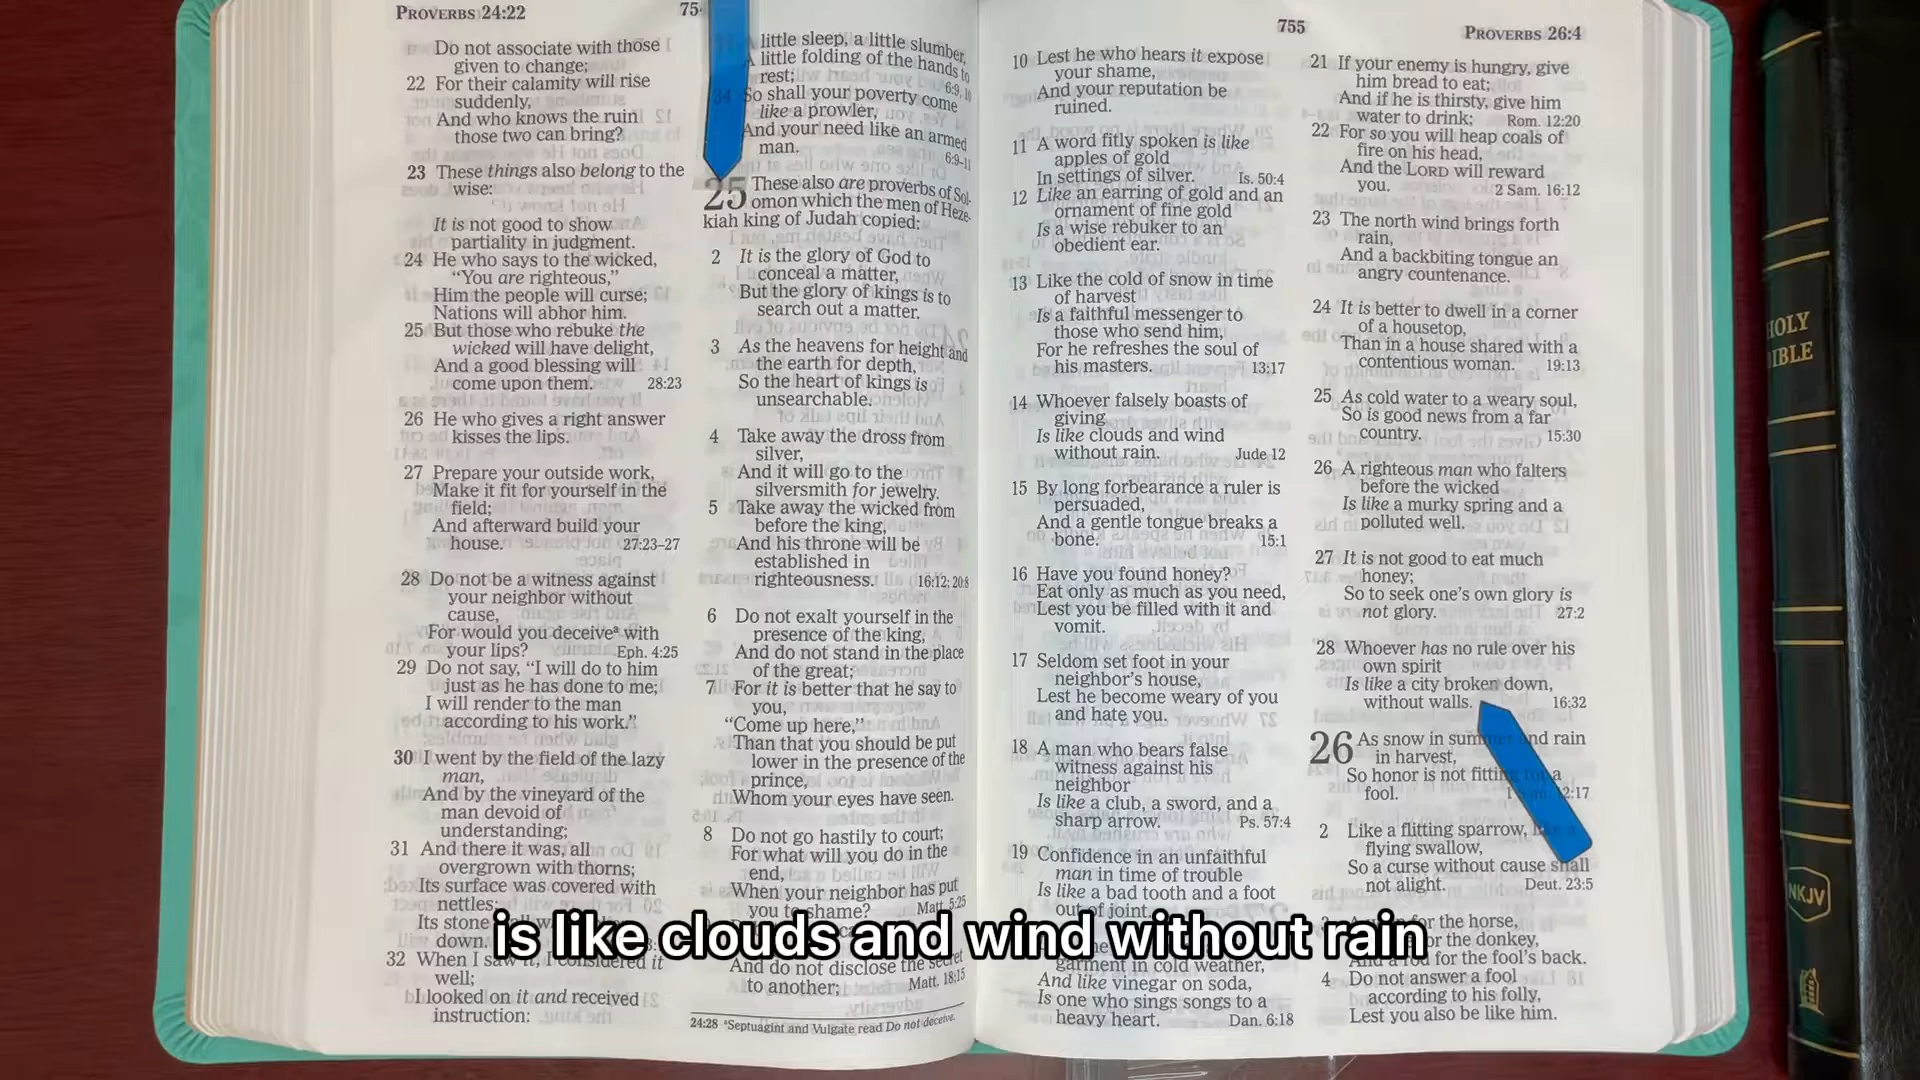 PROVERBS 24:22
75
Do not associate with those
given to change;
22 For their calamity will rise
suddenly,
And who knows the ruin
those two can bring?
23 These things also belong to the
wise:
It is not good to show
partiality in judgment.
24 He who says to the wicked,
“You are righteous,”
Him the people will curse;
Nations will abhor him.
25 But those who rebuke the
wicked will have delight,
And a good blessing will
come upon them. 28:23
26 He who gives a right answer
kisses the lips.
27 Prepare your outside work,
Make it fit for yourself in the
field;
And afterward build your
house. 27:23–27
28 Do not be a witness against
your neighbor without
cause,
For would you deceiveᵃ with
your lips? Eph. 4:25
29 Do not say, “I will do to him
just as he has done to me;
I will render to the man
according to his work.”
30 I went by the field of the lazy
man,
And by the vineyard of the
man devoid of
understanding;
31 And there it was, all
overgrown with thorns;
Its surface was covered with
nettles;
Its stone
down.
32 When I saw it, I considered it
well;
I looked on it and received
instruction:
little sleep, a little slumber,
A little folding of the hands to
rest; 6:9, 10
34 So shall your poverty come
like a prowler,
And your need like an armed
man. 6:9–11
25 These also are proverbs of Sol-
omon which the men of Heze-
kiah king of Judah copied:
2 It is the glory of God to
conceal a matter,
But the glory of kings is to
search out a matter.
3 As the heavens for height and
the earth for depth,
So the heart of kings is
unsearchable.
4 Take away the dross from
silver,
And it will go to the
silversmith for jewelry.
5 Take away the wicked from
before the king,
And his throne will be
established in
righteousness. 16:12; 20:8
6 Do not exalt yourself in the
presence of the king,
And do not stand in the place
of the great;
7 For it is better that he say to
you,
“Come up here,”
Than that you should be put
lower in the presence of the
prince,
Whom your eyes have seen.
8 Do not go hastily to court;
For what will you do in the
end,
When your neighbor has put
you to shame? Matt. 5:25
And do not disclose the secret
to another; Matt. 18:15
24:28 ᵃSeptuagint and Vulgate read Do not deceive.
755
PROVERBS 26:4
10 Lest he who hears it expose
your shame,
And your reputation be
ruined.
11 A word fitly spoken is like
apples of gold
In settings of silver. Is. 50:4
12 Like an earring of gold and an
ornament of fine gold
Is a wise rebuker to an
obedient ear.
13 Like the cold of snow in time
of harvest
Is a faithful messenger to
those who send him,
For he refreshes the soul of
his masters. 13:17
14 Whoever falsely boasts of
giving
Is like clouds and wind
without rain. Jude 12
15 By long forbearance a ruler is
persuaded,
And a gentle tongue breaks a
bone. 15:1
16 Have you found honey?
Eat only as much as you need,
Lest you be filled with it and
vomit.
17 Seldom set foot in your
neighbor’s house,
Lest he become weary of you
and hate you.
18 A man who bears false
witness against his
neighbor
Is like a club, a sword, and a
sharp arrow. Ps. 57:4
19 Confidence in an unfaithful
man in time of trouble
Is like a bad tooth and a foot
out of joint.
garment in cold weather,
And like vinegar on soda,
Is one who sings songs to a
heavy heart. Dan. 6:18
21 If your enemy is hungry, give
him bread to eat;
And if he is thirsty, give him
water to drink; Rom. 12:20
22 For so you will heap coals of
fire on his head,
And the LORD will reward
you. 2 Sam. 16:12
23 The north wind brings forth
rain,
And a backbiting tongue an
angry countenance.
24 It is better to dwell in a corner
of a housetop,
Than in a house shared with a
contentious woman. 19:13
25 As cold water to a weary soul,
So is good news from a far
country. 15:30
26 A righteous man who falters
before the wicked
Is like a murky spring and a
polluted well.
27 It is not good to eat much
honey;
So to seek one’s own glory is
not glory. 27:2
28 Whoever has no rule over his
own spirit
Is like a city broken down,
without walls. 16:32
26 As snow in summer and rain
in harvest,
So honor is not fitting for a
fool. 12:17
2 Like a flitting sparrow, like a
flying swallow,
So a curse without cause shall
not alight. Deut. 23:5
for the horse,
for the donkey,
And a rod for the fool’s back.
4 Do not answer a fool
according to his folly,
Lest you also be like him.
HOLY
BIBLE
NKJV
is like clouds and wind without rain